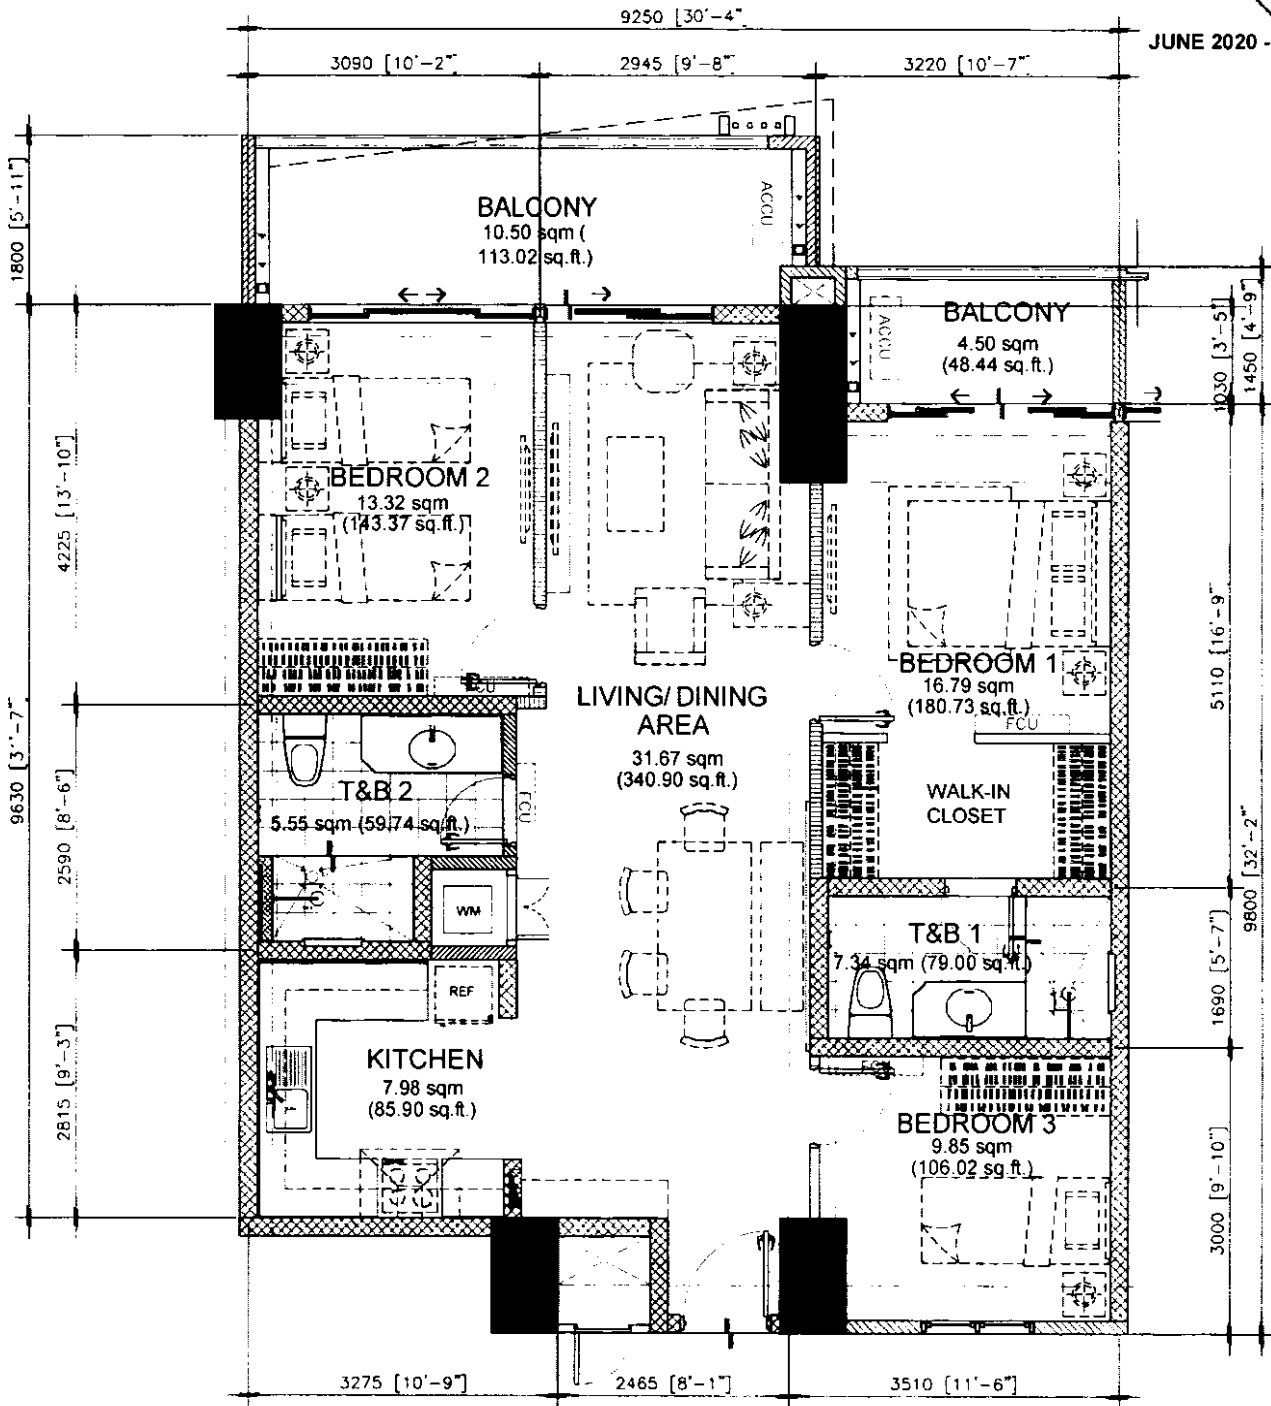 9250 [30'-4"]
JUNE 2020 -
3090 [10'-2"]
2945 [9'-8"]
3220 [10'-7"]
1800 [5'-11"]
BALCONY
10.50 sqm (
113.02 sq.ft.)
ACCU
BALCONY
4.50 sqm
(48.44 sq.ft.)
ACCU
1030 [3'-5"]
1450 [4'-9"]
4225 [13'-10"]
BEDROOM 2
13.32 sqm
(143.37 sq.ft.)
5110 [16'-9"]
BEDROOM 1
16.79 sqm
(180.73 sq.ft.)
FCU
LIVING/ DINING
AREA
31.67 sqm
(340.90 sq.ft.)
WALK-IN
CLOSET
T&B 2
5.55 sqm (59.74 sq.ft.)
FCU
2590 [8'-6"]
WM
9800 [32'-2"]
T&B 1
7.34 sqm (79.00 sq.ft.)
1690 [5'-7"]
REF
KITCHEN
7.98 sqm
(85.90 sq.ft.)
2815 [9'-3"]
BEDROOM 3
9.85 sqm
(106.02 sq.ft.)
3000 [9'-10"]
3275 [10'-9"]
2465 [8'-1"]
3510 [11'-6"]